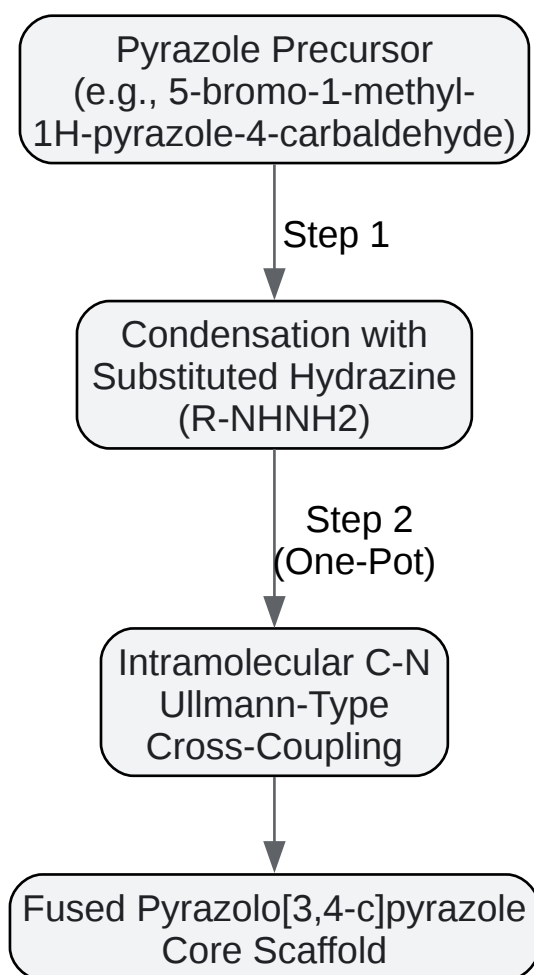 Pyrazole Precursor
(e.g., 5-bromo-1-methyl-
1H-pyrazole-4-carbaldehyde)
Step 1
Condensation with
Substituted Hydrazine
(R-NHNH2)
Step 2
(One-Pot)
Intramolecular C-N
Ullmann-Type
Cross-Coupling
Fused Pyrazolo[3,4-c]pyrazole
Core Scaffold